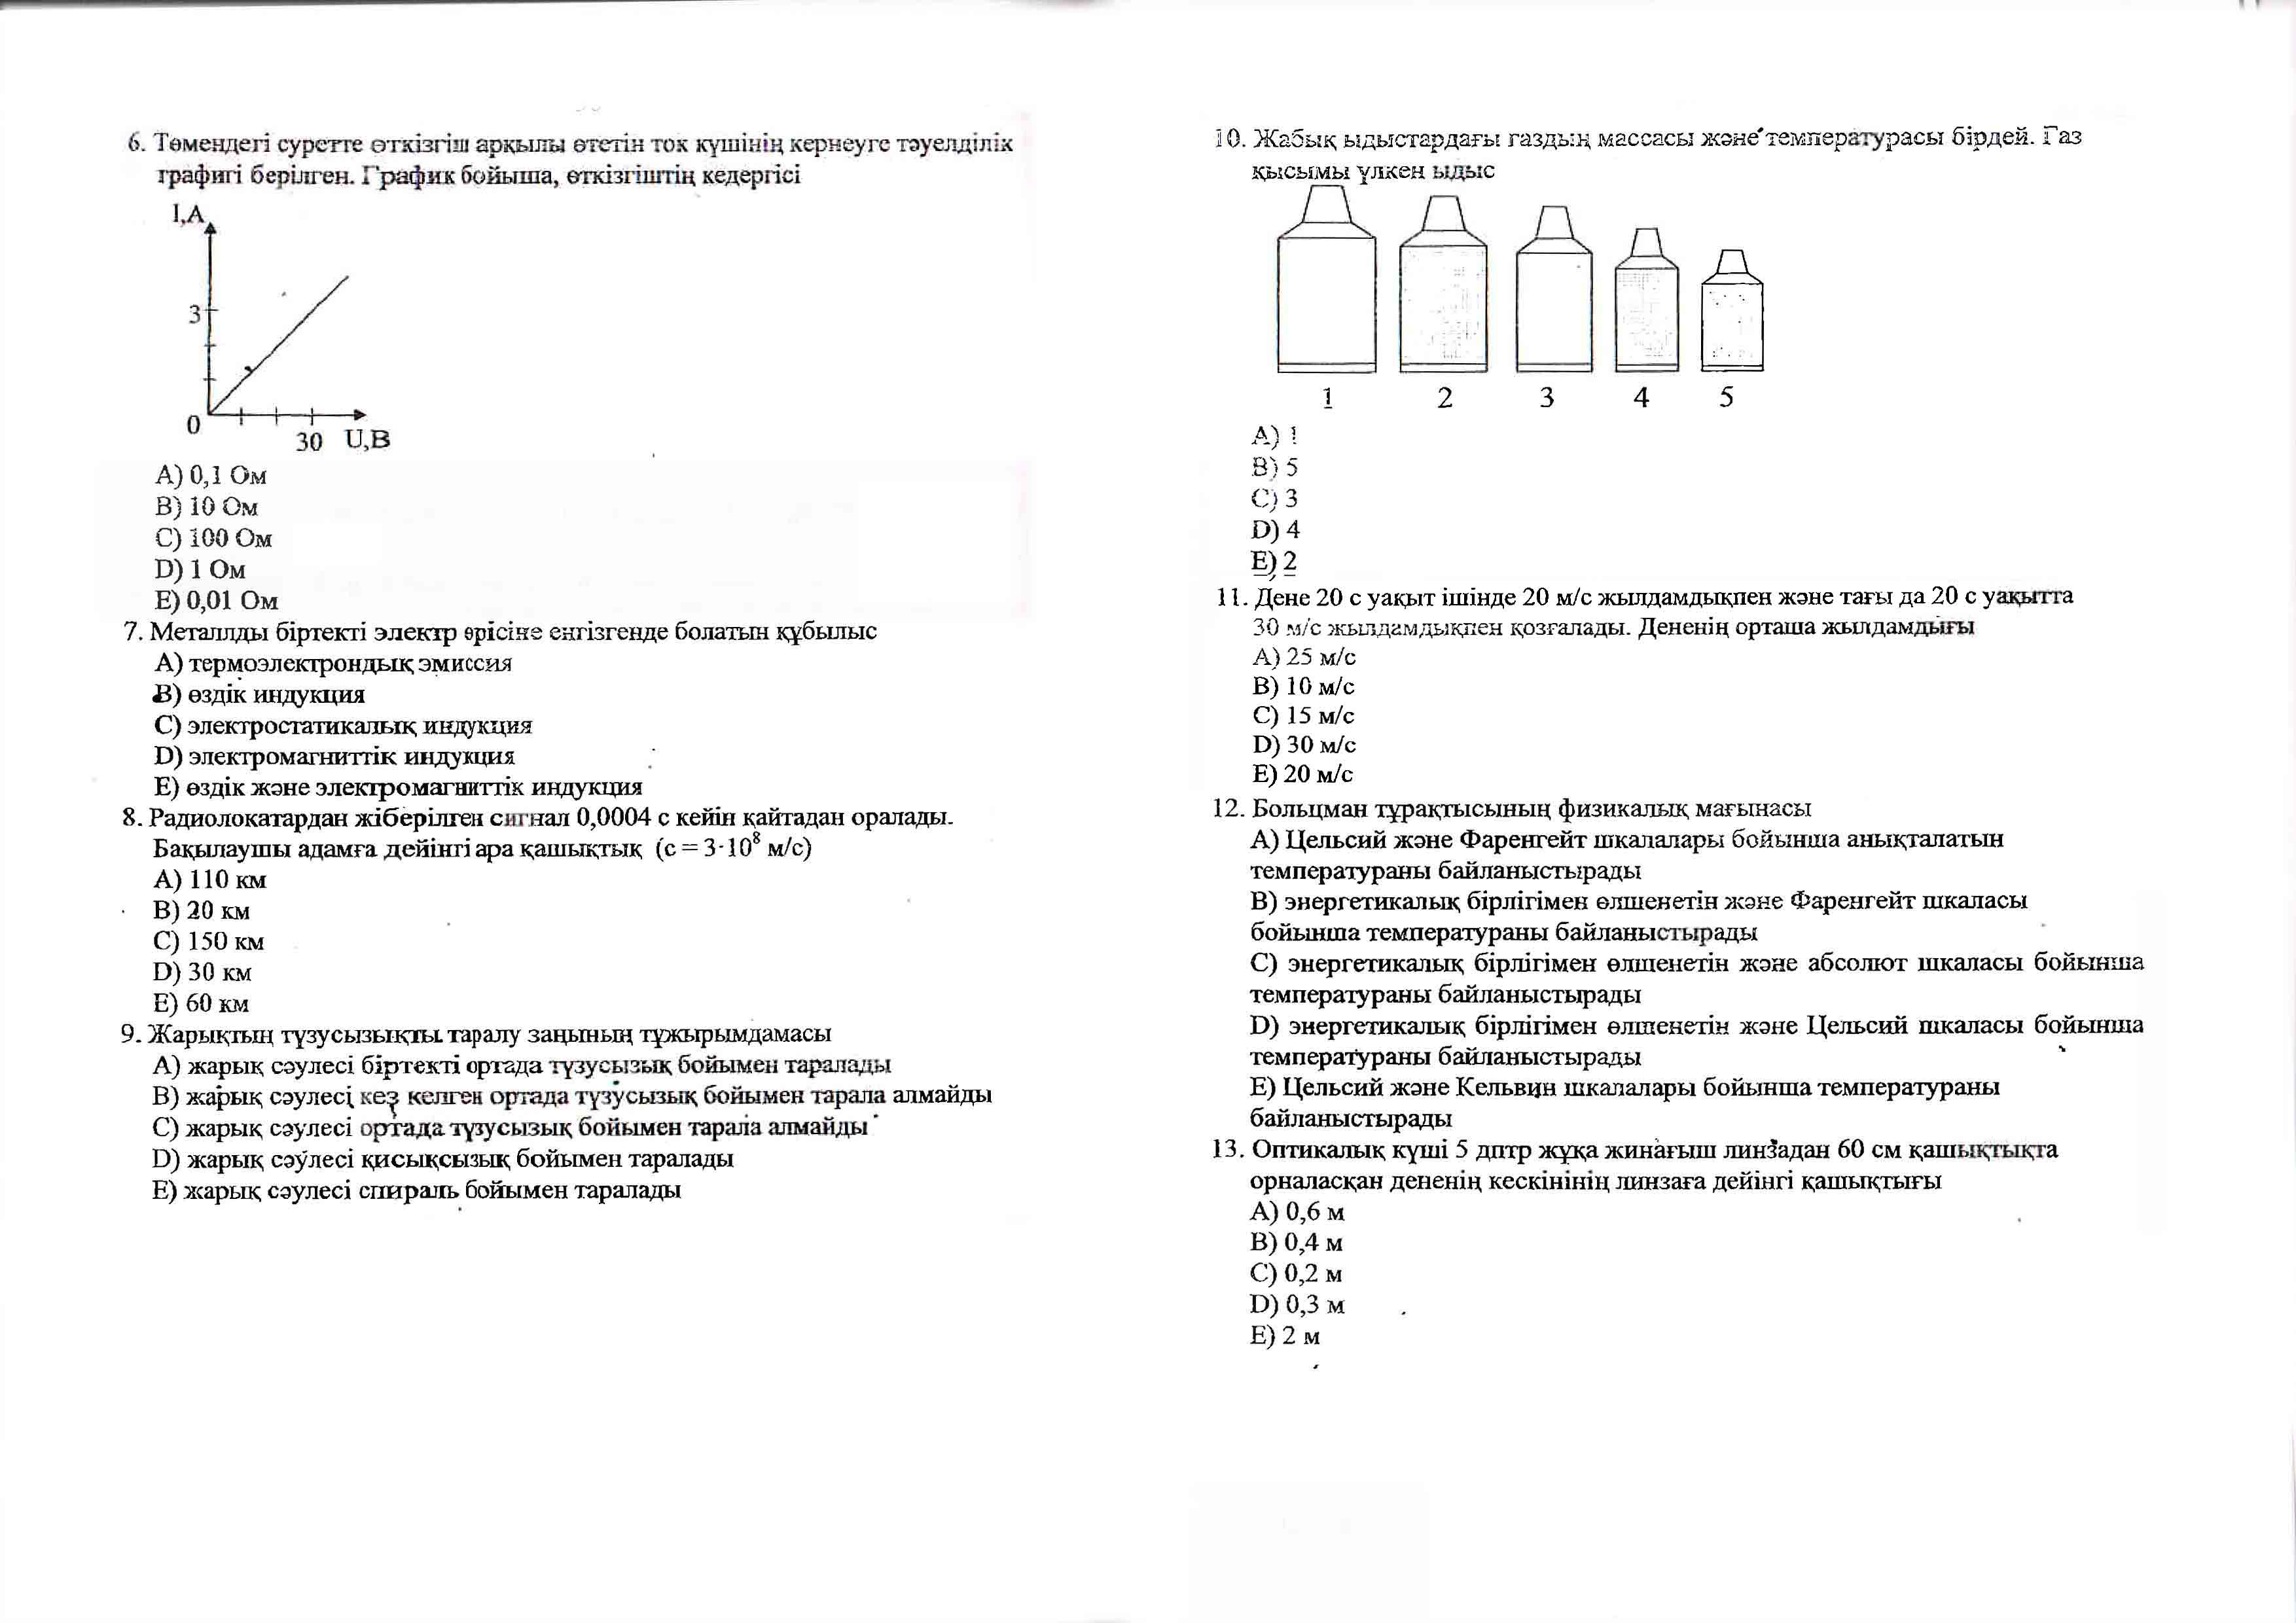 6. Төмендегі суретте өткізгіш арқылы өтетін ток күшінің кернеуге тәуелділік
графигі берілген. График бойыша, өткізгіштің кедергісі
I,A
3
0
30 U,B
A) 0,1 Ом
B) 10 Ом
C) 100 Ом
D) 1 Ом
E) 0,01 Ом
7. Металлды біртекті электр өрісіне енгізгенде болатын құбылыс
A) термоэлектрондық эмиссия
B) өздік индукция
C) электростатикалық индукция
D) электромагниттік индукция
E) өздік және электромагниттік индукция
8. Радиолокатардан жіберілген сигнал 0,0004 с кейін қайтадан оралады.
Бақылаушы адамға дейінгі ара қашықтық (c = 3·10⁸ м/с)
A) 110 км
B) 20 км
C) 150 км
D) 30 км
E) 60 км
9. Жарықтың түзусызықты таралу заңының тұжырымдамасы
A) жарық сәулесі біртекті ортада түзусызық бойымен таралады
B) жарық сәулесі кез келген ортада түзусызық бойымен тарала алмайды
C) жарық сәулесі ортада түзусызық бойымен тарала алмайды
D) жарық сәулесі қисықсызық бойымен таралады
E) жарық сәулесі спираль бойымен таралады
10. Жабық ыдыстардағы газдың массасы және температурасы бірдей. Газ
қысымы үлкен ыдыс
1 2 3 4 5
A) 1
B) 5
C) 3
D) 4
E) 2
11. Дене 20 с уақыт ішінде 20 м/с жылдамдықпен және тағы да 20 с уақытта
30 м/с жылдамдықпен қозғалады. Дененің орташа жылдамдығы
A) 25 м/с
B) 10 м/с
C) 15 м/с
D) 30 м/с
E) 20 м/с
12. Больцман тұрақтысының физикалық мағынасы
A) Цельсий және Фаренгейт шкалалары бойынша анықталатын
температураны байланыстырады
B) энергетикалық бірлігімен өлшенетін және Фаренгейт шкаласы
бойынша температураны байланыстырады
C) энергетикалық бірлігімен өлшенетін және абсолют шкаласы бойынша
температураны байланыстырады
D) энергетикалық бірлігімен өлшенетін және Цельсий шкаласы бойынша
температураны байланыстырады
E) Цельсий және Кельвин шкалалары бойынша температураны
байланыстырады
13. Оптикалық күші 5 дптр жұқа жинағыш линзадан 60 см қашықтықта
орналасқан дененің кескінінің линзаға дейінгі қашықтығы
A) 0,6 м
B) 0,4 м
C) 0,2 м
D) 0,3 м
E) 2 м